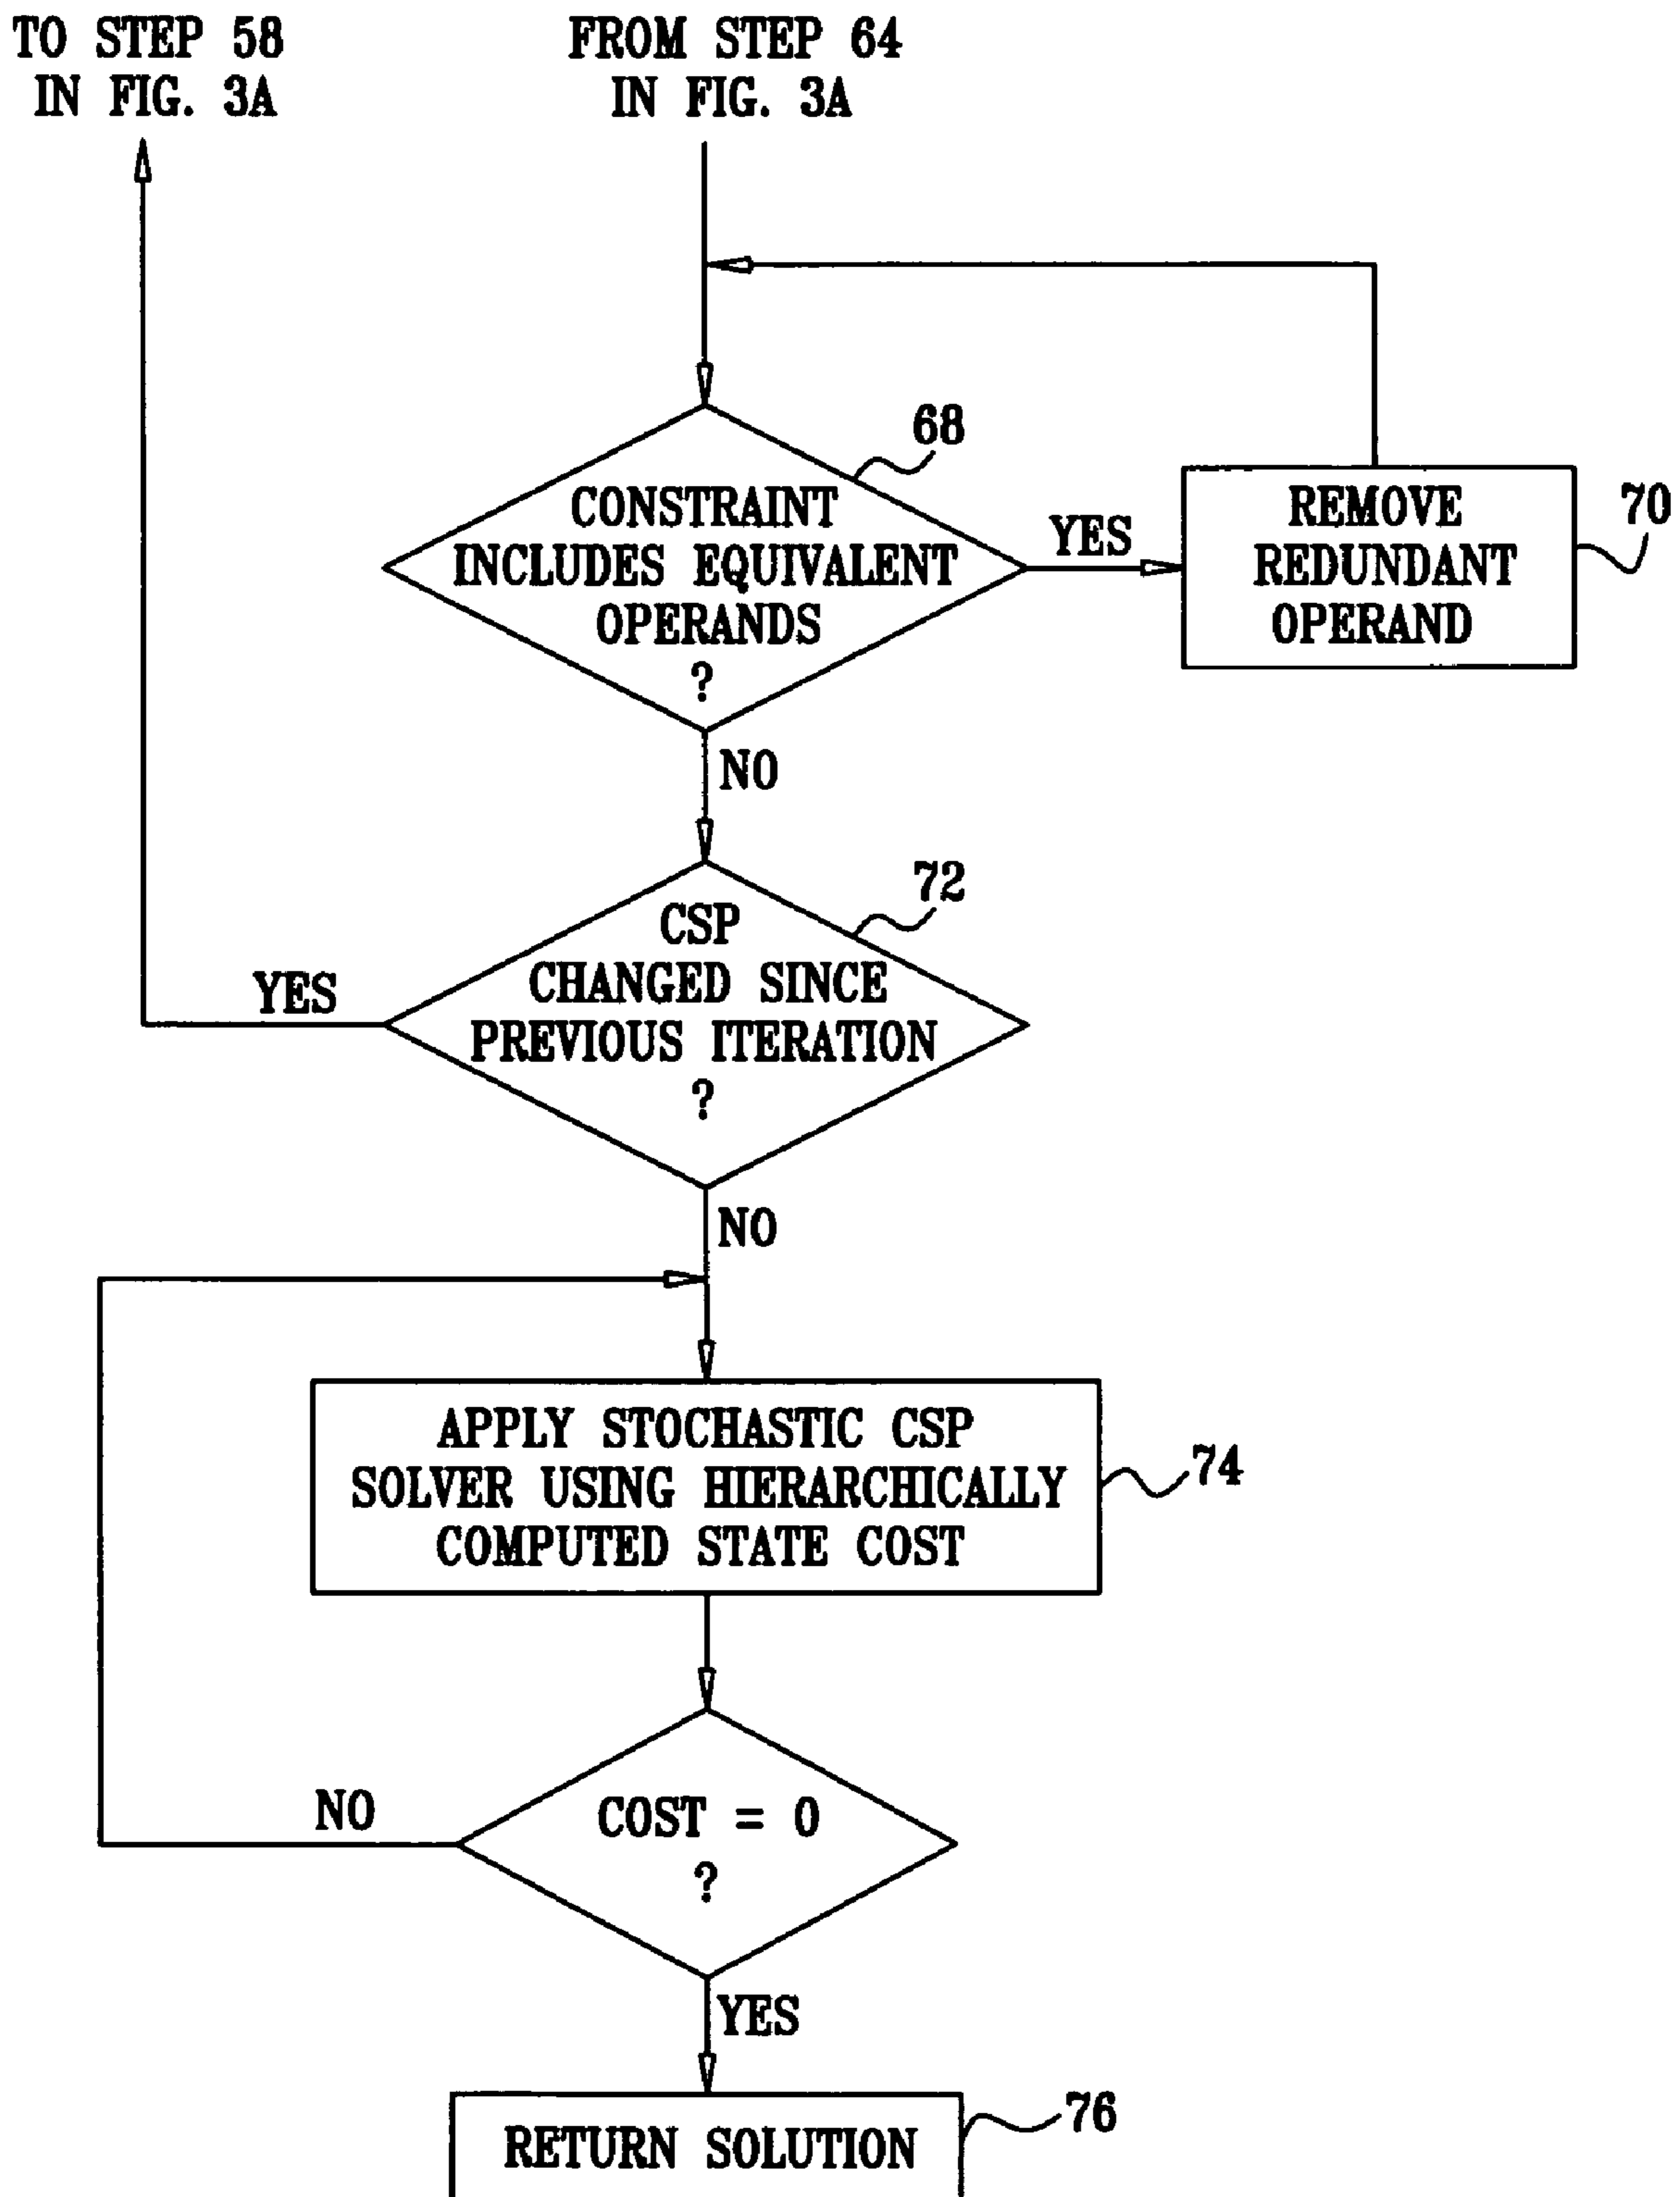 TO STEP 58
IN FIG. 3A
FROM STEP 64
IN FIG. 3A
68
CONSTRAINT
INCLUDES EQUIVALENT
OPERANDS
?
YES
REMOVE
REDUNDANT
OPERAND
70
NO
72
CSP
CHANGED SINCE
PREVIOUS ITERATION
?
YES
NO
APPLY STOCHASTIC CSP
SOLVER USING HIERARCHICALLY
COMPUTED STATE COST
74
COST = 0
?
NO
YES
RETURN SOLUTION
76